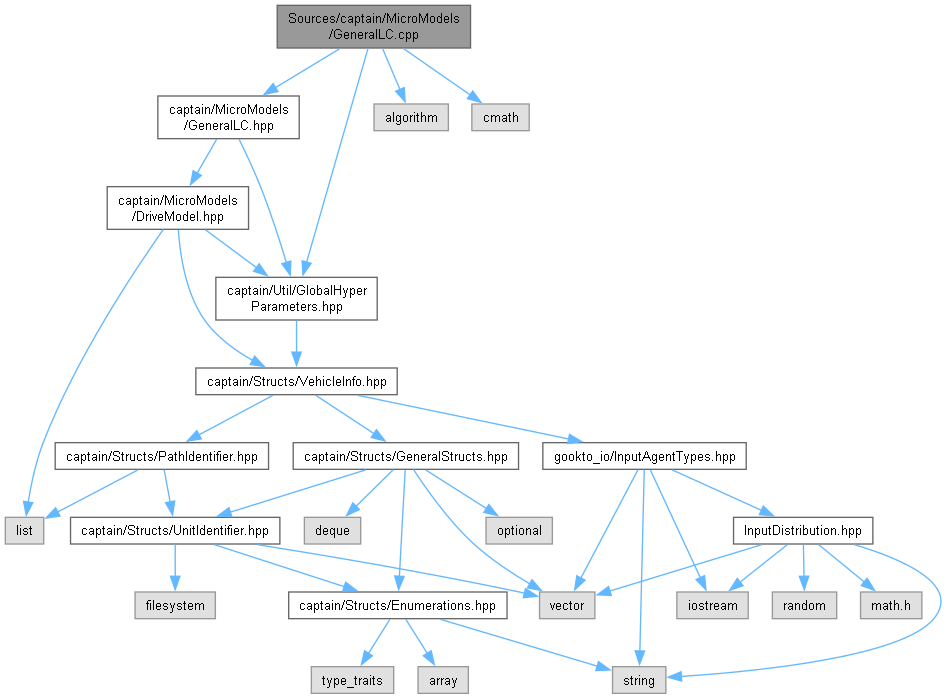 Sources/captain/MicroModels
/GeneralLC.cpp
captain/MicroModels
/GeneralLC.hpp
algorithm
cmath
captain/MicroModels
/DriveModel.hpp
captain/Util/GlobalHyper
Parameters.hpp
captain/Structs/VehicleInfo.hpp
captain/Structs/PathIdentifier.hpp
captain/Structs/GeneralStructs.hpp
gookto_io/InputAgentTypes.hpp
list
captain/Structs/UnitIdentifier.hpp
deque
optional
InputDistribution.hpp
filesystem
captain/Structs/Enumerations.hpp
vector
iostream
random
math.h
type_traits
array
string